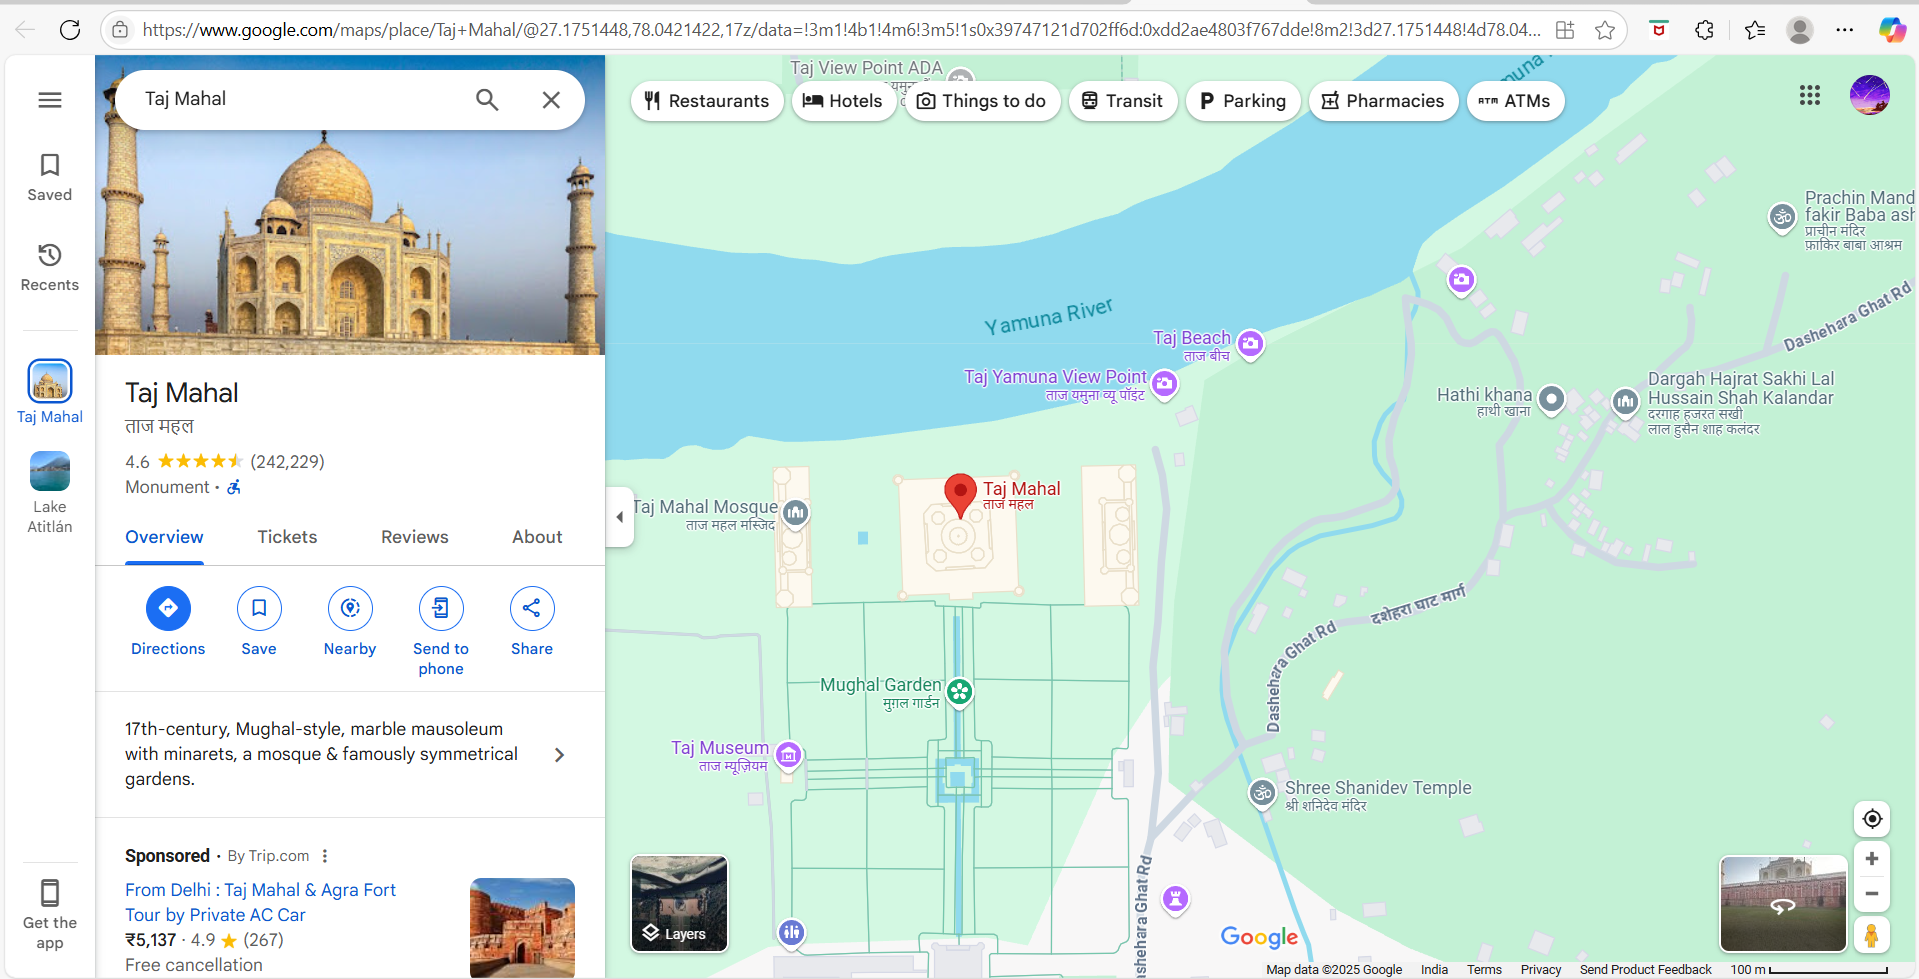 https://www.google.com/maps/place/Taj+Mahal/@27.1751448,78.0421422,17z/data=!3m1!4b1!4m6!3m5!1s0x39747121d702ff6d:0xdd2ae4803f767dde!8m2!3d27.1751448!4d78.04...
Taj Mahal
Saved
Recents
Taj Mahal
Lake
Atitlán
Get the
app
Taj Mahal
ताज महल
4.6 (242,229)
Monument ·
Overview Tickets Reviews About
Directions
Save
Nearby
Send to
phone
Share
17th-century, Mughal-style, marble mausoleum
with minarets, a mosque & famously symmetrical
gardens.
Sponsored · By Trip.com
From Delhi : Taj Mahal & Agra Fort
Tour by Private AC Car
₹5,137 · 4.9 (267)
Free cancellation
Taj View Point ADA
Restaurants
Hotels
Things to do
Transit
Parking
Pharmacies
ATM ATMs
Yamuna River
Taj Beach
ताज बीच
Taj Yamuna View Point
ताज यमुना व्यू पॉइंट
Prachin Mand
fakir Baba ash
प्राचीन मंदिर
फ़ाकिर बाबा आश्रम
Dashehara Ghat Rd
Hathi khana
हाथी खाना
Dargah Hajrat Sakhi Lal
Hussain Shah Kalandar
दरगाह हजरत सखी
लाल हुसैन शाह कलंदर
Taj Mahal
ताज महल
Taj Mahal Mosque
ताज महल मस्जिद
दशेहरा घाट मार्ग
Dashehara Ghat Rd
Mughal Garden
मुग़ल गार्डन
Taj Museum
ताज म्यूज़ियम
Shree Shanidev Temple
श्री शनिदेव मंदिर
ashehara Ghat Rd
Layers
Google
Map data ©2025 Google India Terms Privacy Send Product Feedback 100 m